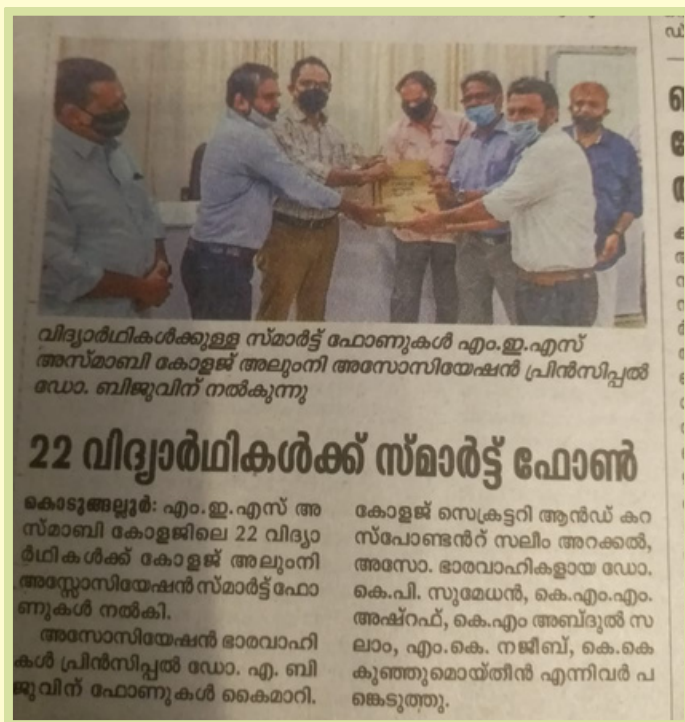 വിദ്യാർഥികൾക്കുള്ള സ്മാർട്ട് ഫോണുകൾ എം.ഇ.എസ്
അസ്മാബി കോളജ് അലുംനി അസോസിയേഷൻ പ്രിൻസിപ്പൽ
ഡോ. ബിജുവിന് നൽകുന്നു
22 വിദ്യാർഥികൾക്ക് സ്മാർട്ട് ഫോൺ
കൊടുങ്ങല്ലൂർ: എം.ഇ.എസ് അ
സ്മാബി കോളജിലെ 22 വിദ്യാ
ർഥികൾക്ക് കോളജ് അലുംനി
അസ്സോസിയേഷൻ സ്മാർട്ട് ഫോ
ണുകൾ നൽകി.
അസോസിയേഷൻ ഭാരവാഹി
കൾ പ്രിൻസിപ്പൽ ഡോ. എ. ബി
ജുവിന് ഫോണുകൾ കൈമാറി.
കോളജ് സെക്രട്ടറി ആൻഡ് കറ
സ്പോണ്ടൻറ് സലീം അറക്കൽ,
അസോ. ഭാരവാഹികളായ ഡോ.
കെ.പി. സുമേധൻ, കെ.എം.എം.
അഷ്റഫ്, കെ.എം അബ്ദുൽ സ
ലാം, എം.കെ. നജീബ്, കെ.കെ
കുഞ്ഞുമൊയ്തീൻ എന്നിവർ പ
ങ്കെടുത്തു.